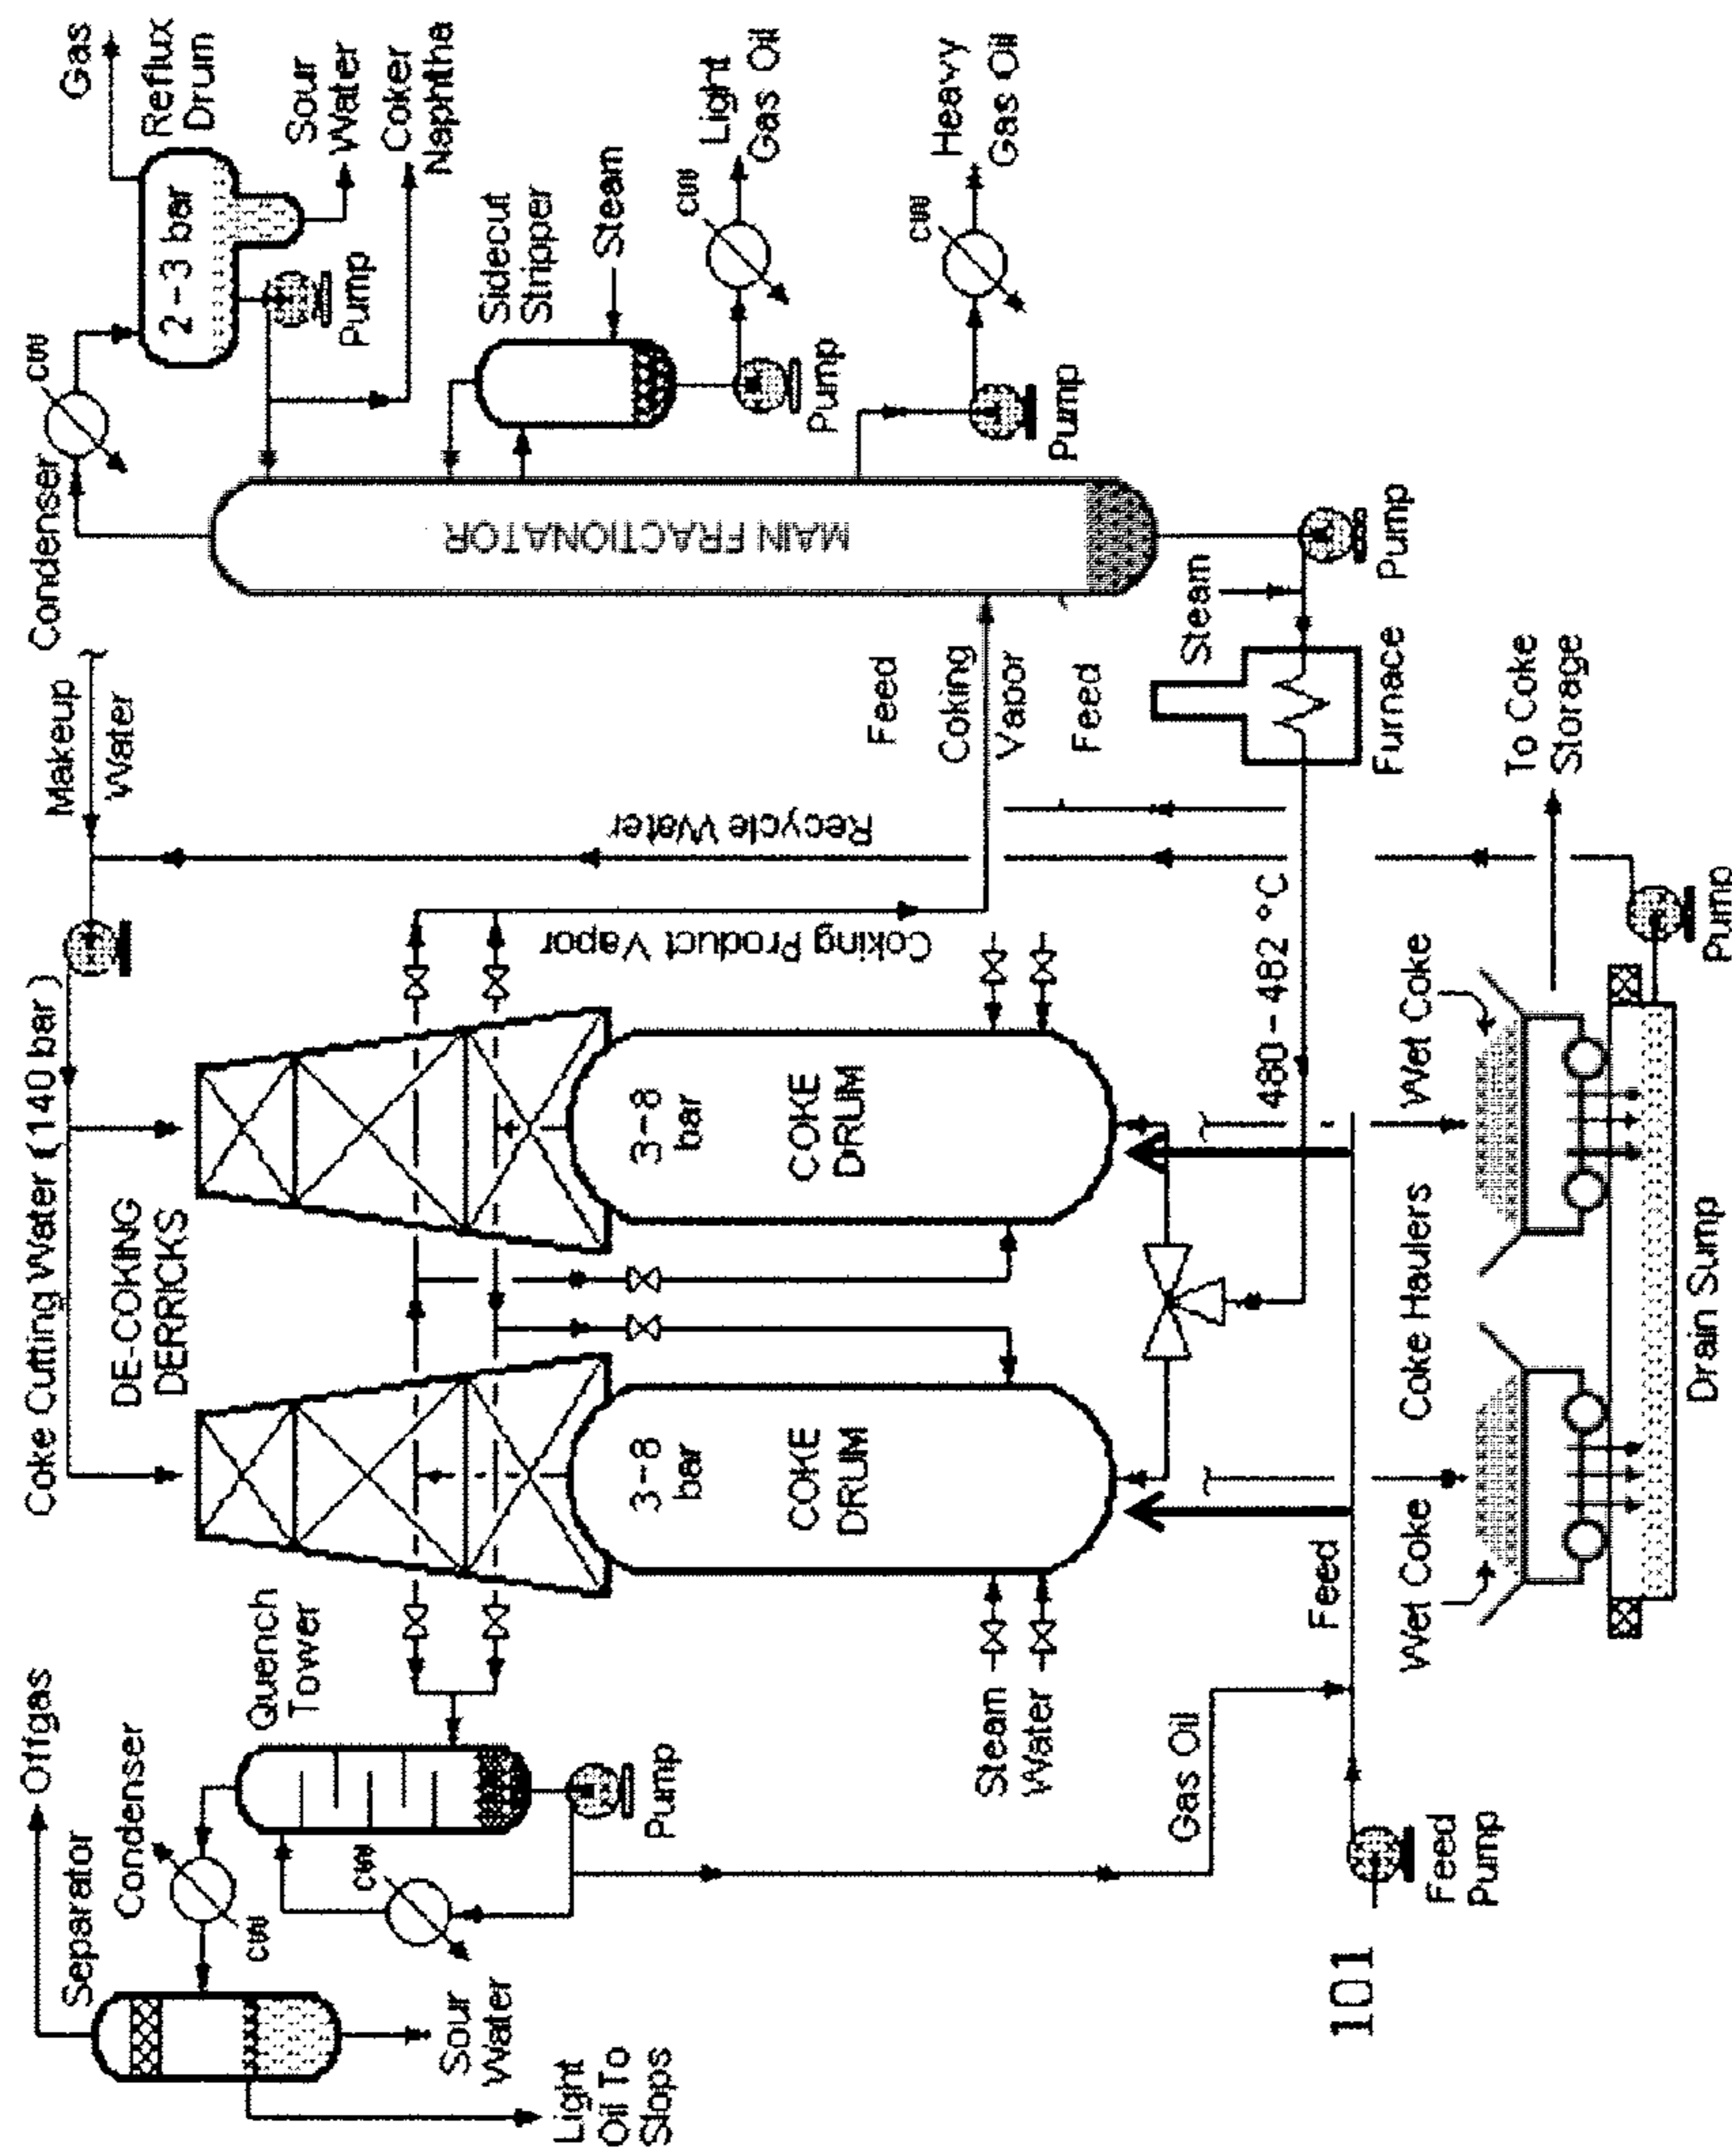 Offgas
Separator
Condenser
CW
Quench
Tower
CW
Pump
Sour
Water
Light
Oil To
Slops
Coke Cutting Water (140 bar)
DE-COKING
DERRICKS
Makeup
Water
Recycle Water
Coking Product Vapor
3-8
bar
COKE
DRUM
3-8
bar
COKE
DRUM
Steam
Water
Gas Oil
Feed
101
Feed
Pump
480-482 °C
Wet Coke
Coke Haulers
Wet Coke
Drain Sump
Pump
To Coke
Storage
Condenser
CW
Gas
Reflux
Drum
2-3 bar
Pump
Sour
Water
Coker
Naphtha
MAIN FRACTIONATOR
Sidecut
Stripper
Steam
CW
Light
Gas Oil
Pump
CW
Heavy
Gas Oil
Pump
Feed
Coking
Vapor
Feed
Steam
Furnace
Pump